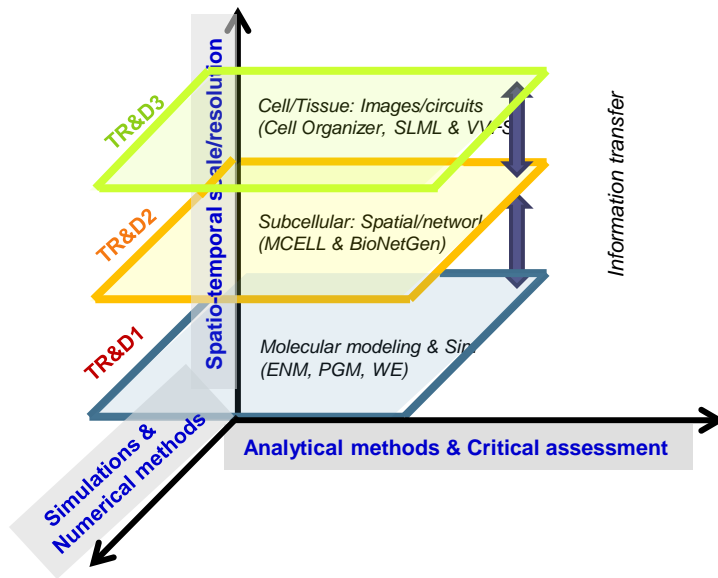 TR&D3
Cell/Tissue: Images/circuits
(Cell Organizer, SLML & VVFS
Information transfer
Spatio-temporal scale/resolution
TR&D2
Subcellular: Spatial/network
(MCELL & BioNetGen)
TR&D1
Molecular modeling & Sim
(ENM, PGM, WE)
Simulations &
Numerical methods
Analytical methods & Critical assessment